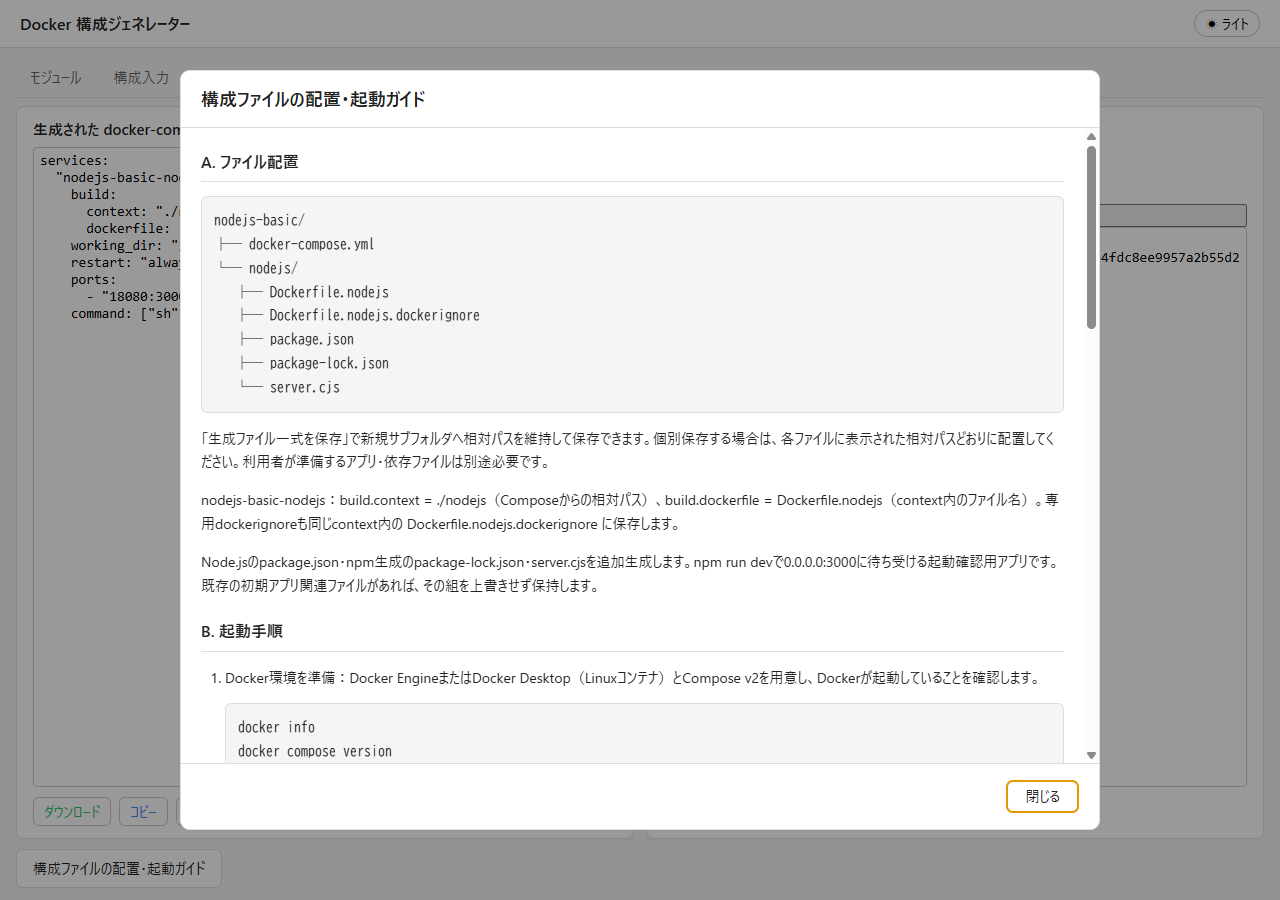 Docker 構成ジェネレーター
ライト
モジュール
構成入力
構成ファイルの配置・起動ガイド
生成された docker-com
services:
"nodejs-basic-no
build:
context: "./
dockerfile:
working_dir: "
restart: "alwa
ports:
- "18080:300
command: ["sh"
4fdc8ee9957a2b55d2
A. ファイル配置
nodejs-basic/
├── docker-compose.yml
└── nodejs/
├── Dockerfile.nodejs
├── Dockerfile.nodejs.dockerignore
├── package.json
├── package-lock.json
└── server.cjs
「生成ファイル一式を保存」で新規サブフォルダへ相対パスを維持して保存できます。個別保存する場合は、各ファイルに表示された相対パスどおりに配置してく
ださい。利用者が準備するアプリ・依存ファイルは別途必要です。
nodejs-basic-nodejs：build.context = ./nodejs（Composeからの相対パス）、build.dockerfile = Dockerfile.nodejs（context内のファイル名）。専
用dockerignoreも同じcontext内の Dockerfile.nodejs.dockerignore に保存します。
Node.jsのpackage.json・npm生成のpackage-lock.json・server.cjsを追加生成します。npm run devで0.0.0.0:3000に待ち受ける起動確認用アプリです。
既存の初期アプリ関連ファイルがあれば、その組を上書きせず保持します。
B. 起動手順
1. Docker環境を準備：Docker EngineまたはDocker Desktop（Linuxコンテナ）とCompose v2を用意し、Dockerが起動していることを確認します。
docker info
docker compose version
閉じる
ダウンロード
コピー
構成ファイルの配置・起動ガイド